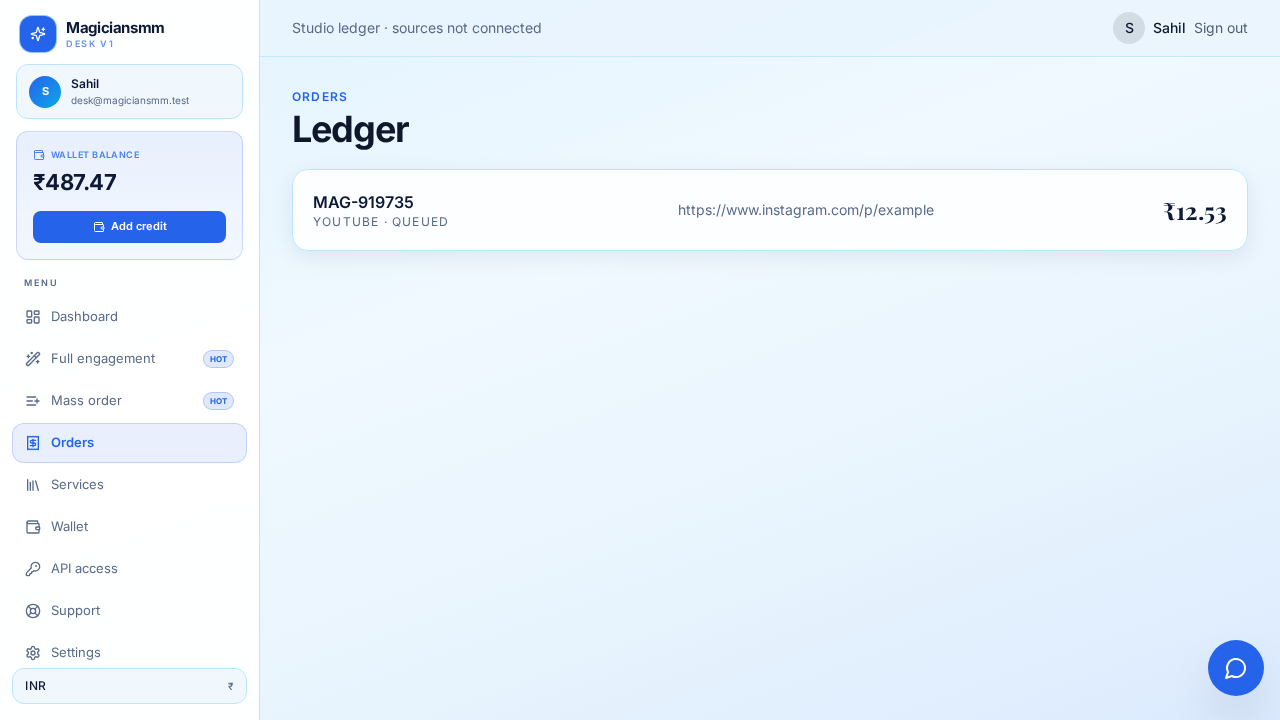 Magiciansmm
DESK V1
S
Sahil
desk@magiciansmm.test
WALLET BALANCE
₹487.47
Add credit
MENU
Dashboard
Full engagement HOT
Mass order HOT
Orders
Services
Wallet
API access
Support
Settings
INR ₹
Studio ledger · sources not connected
S Sahil Sign out
ORDERS
Ledger
MAG-919735
YOUTUBE · QUEUED
https://www.instagram.com/p/example
₹12.53